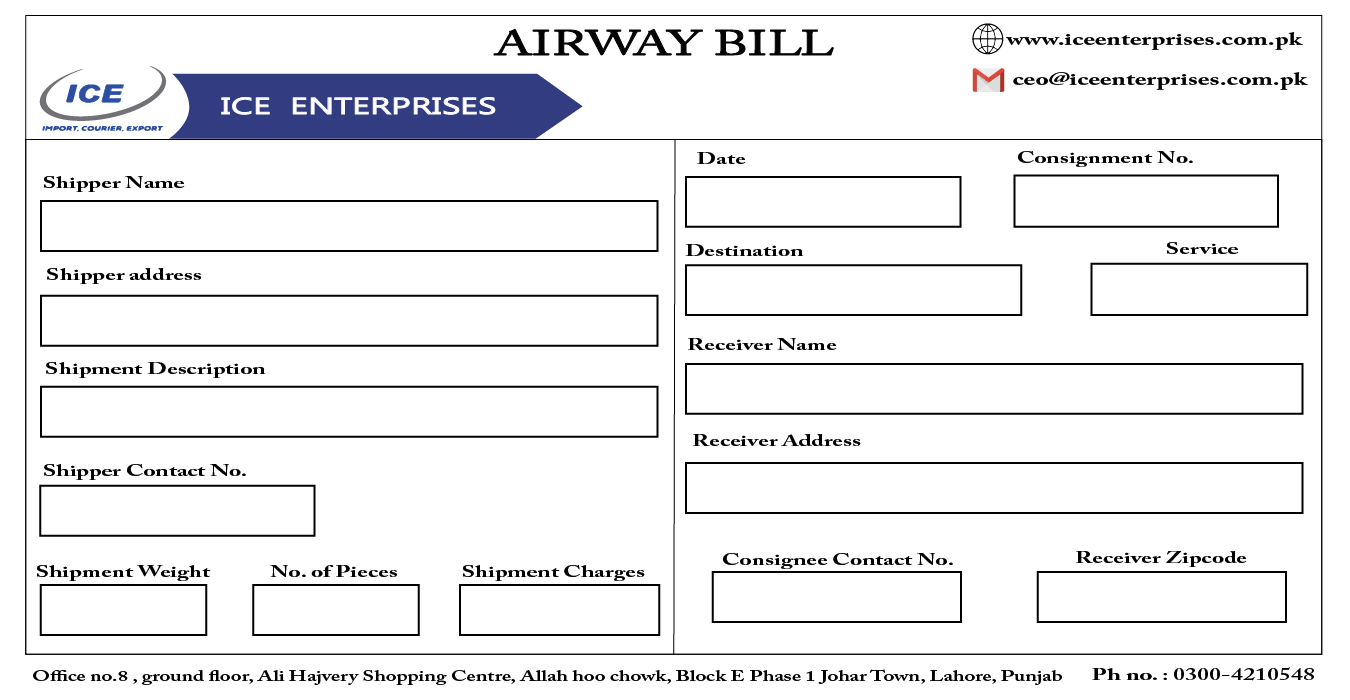 AIRWAY BILL
www.iceenterprises.com.pk
ceo@iceenterprises.com.pk
ICE
IMPORT, COURIER, EXPORT
ICE ENTERPRISES
Shipper Name
Shipper address
Shipment Description
Shipper Contact No.
Shipment Weight No. of Pieces Shipment Charges
Date Consignment No.
Destination Service
Receiver Name
Receiver Address
Consignee Contact No. Receiver Zipcode
Office no.8 , ground floor, Ali Hajvery Shopping Centre, Allah hoo chowk, Block E Phase 1 Johar Town, Lahore, Punjab Ph no. : 0300-4210548